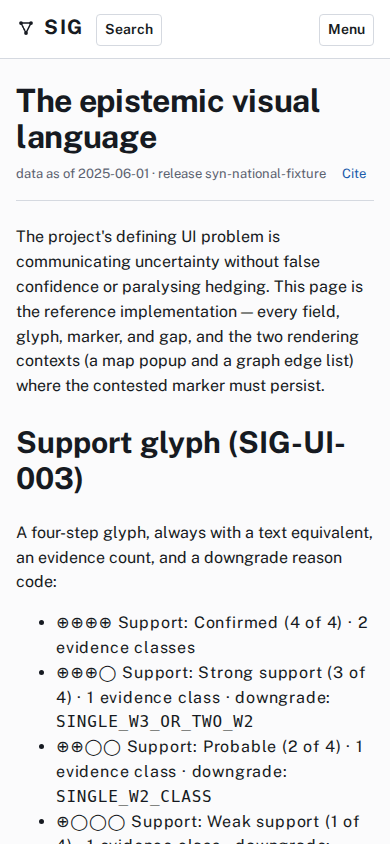 SIG Search Menu
The epistemic visual
language
data as of 2025-06-01 · release syn-national-fixture Cite
The project's defining UI problem is
communicating uncertainty without false
confidence or paralysing hedging. This page is
the reference implementation — every field,
glyph, marker, and gap, and the two rendering
contexts (a map popup and a graph edge list)
where the contested marker must persist.
Support glyph (SIG-UI-
003)
A four-step glyph, always with a text equivalent,
an evidence count, and a downgrade reason
code:
• ⊕⊕⊕⊕ Support: Confirmed (4 of 4) · 2
evidence classes
• ⊕⊕⊕◯ Support: Strong support (3 of
4) · 1 evidence class · downgrade:
SINGLE_W3_OR_TWO_W2
• ⊕⊕◯◯ Support: Probable (2 of 4) · 1
evidence class · downgrade:
SINGLE_W2_CLASS
• ⊕◯◯◯ Support: Weak support (1 of
4) · 1 evidence class · downgrade: